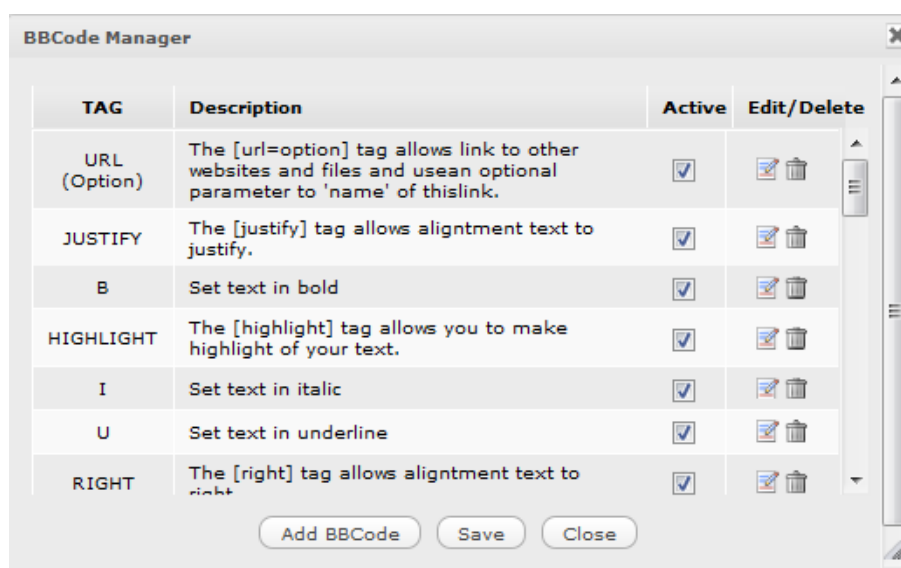 BBCode Manager
TAG Description Active Edit/Delete
URL
(Option)
The [url=option] tag allows link to other
websites and files and usean optional
parameter to 'name' of thislink.
JUSTIFY
The [justify] tag allows aligntment text to
justify.
B Set text in bold
HIGHLIGHT
The [highlight] tag allows you to make
highlight of your text.
I Set text in italic
U Set text in underline
RIGHT
The [right] tag allows aligntment text to
right
Add BBCode Save Close